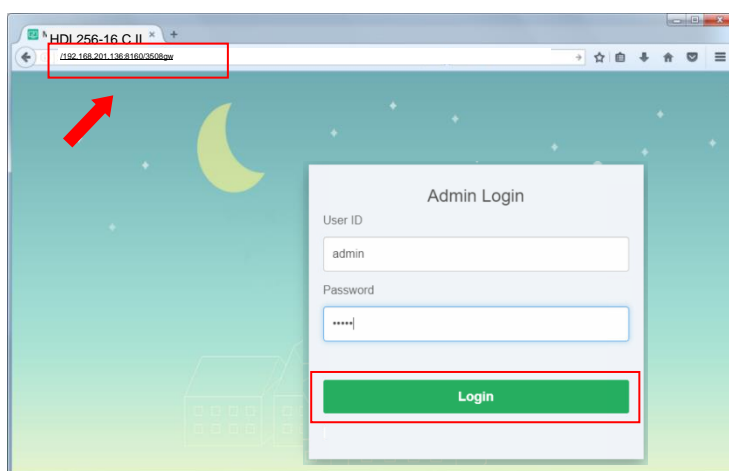 HDL256-16.C.II
/192.168.201.136:8160/3508gw
Admin Login
User ID
admin
Password
•••••
Login